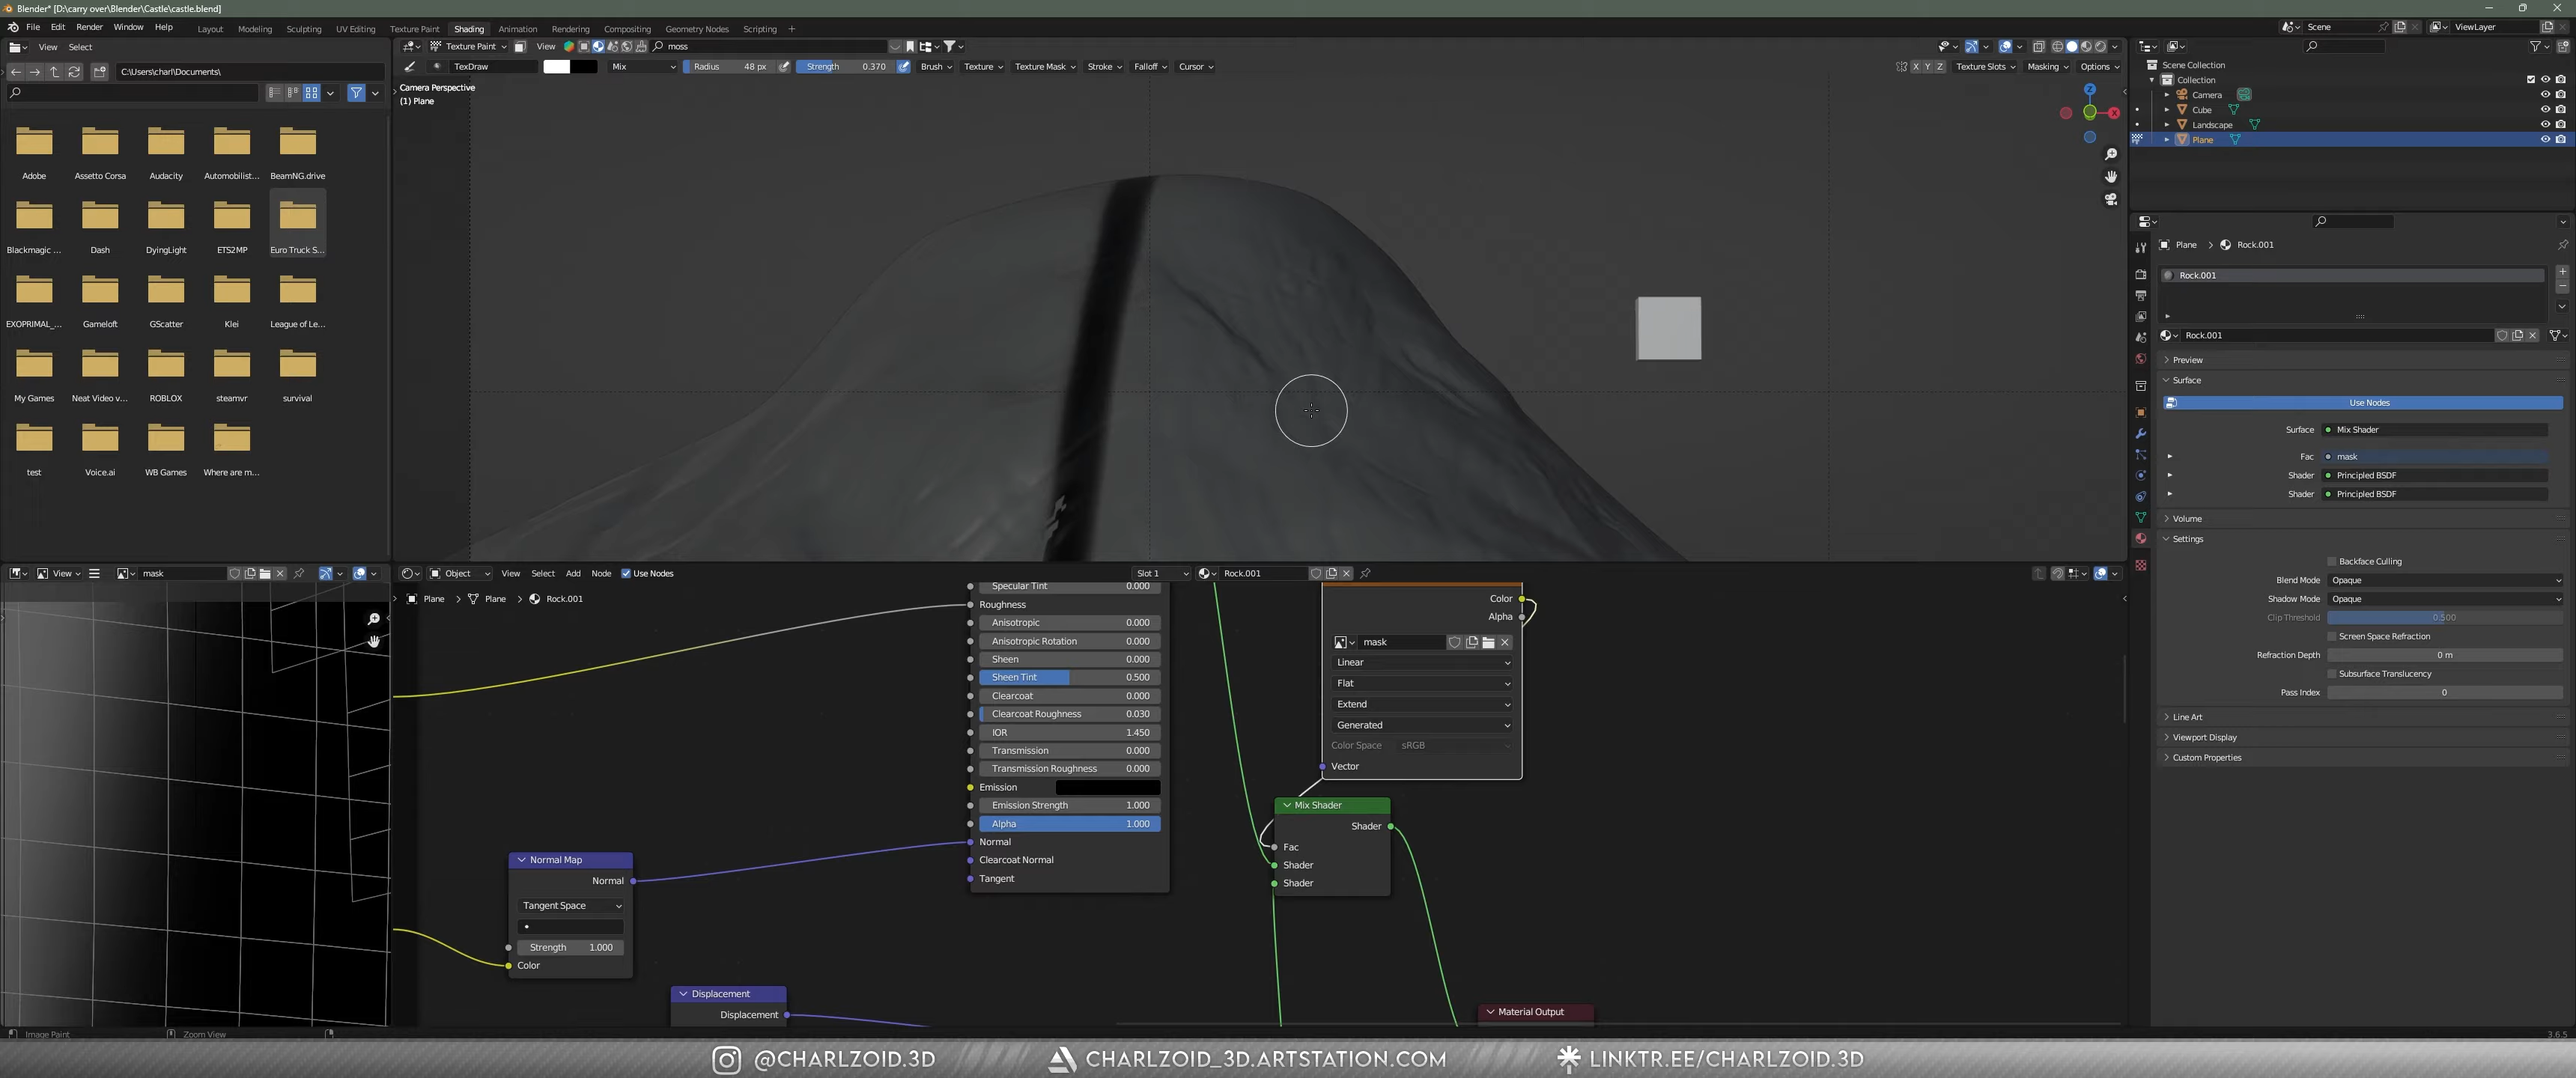 Blender* [D:\carry over\Blender\Castle\castle.blend]
File Edit Render Window Help
Layout Modeling Sculpting UV Editing Texture Paint Shading Animation Rendering Compositing Geometry Nodes Scripting +
Scene
ViewLayer
View Select
Texture Paint View moss
C:\Users\charl\Documents\
TexDraw Mix Radius 48 px Strength 0.370 Brush Texture Texture Mask Stroke Falloff Cursor
X Y Z Texture Slots Masking Options
Camera Perspective
(1) Plane
Z
X
Scene Collection
Collection
Camera
Cube
Landscape
Plane
Adobe Assetto Corsa Audacity Automobilist... BeamNG.drive
Blackmagic ... Dash DyingLight ETS2MP Euro Truck S...
EXOPRIMAL_... Gameloft GScatter Klei League of Le...
My Games Neat Video v... ROBLOX steamvr survival
test Voice.ai WB Games Where are m...
Plane Rock.001
Rock.001
Rock.001
Preview
Surface
Use Nodes
Surface Mix Shader
Fac mask
Shader Principled BSDF
Shader Principled BSDF
Volume
Settings
Backface Culling
Blend Mode Opaque
Shadow Mode Opaque
Clip Threshold 0.500
Screen Space Refraction
Refraction Depth 0 m
Subsurface Translucency
Pass Index 0
Line Art
Viewport Display
Custom Properties
View mask
Object View Select Add Node Use Nodes Slot 1 Rock.001
Plane Plane Rock.001
Specular Tint 0.000
Roughness
Anisotropic 0.000
Anisotropic Rotation 0.000
Sheen 0.000
Sheen Tint 0.500
Clearcoat 0.000
Clearcoat Roughness 0.030
IOR 1.450
Transmission 0.000
Transmission Roughness 0.000
Emission
Emission Strength 1.000
Alpha 1.000
Normal
Clearcoat Normal
Tangent
Color
Alpha
mask
Linear
Flat
Extend
Generated
Color Space sRGB
Vector
Mix Shader
Shader
Fac
Shader
Shader
Normal Map
Normal
Tangent Space
Strength 1.000
Color
Displacement
Displacement
Material Output
Image Paint Zoom View
3.6.5
@CHARLZOID.3D CHARLZOID_3D.ARTSTATION.COM LINKTR.EE/CHARLZOID.3D